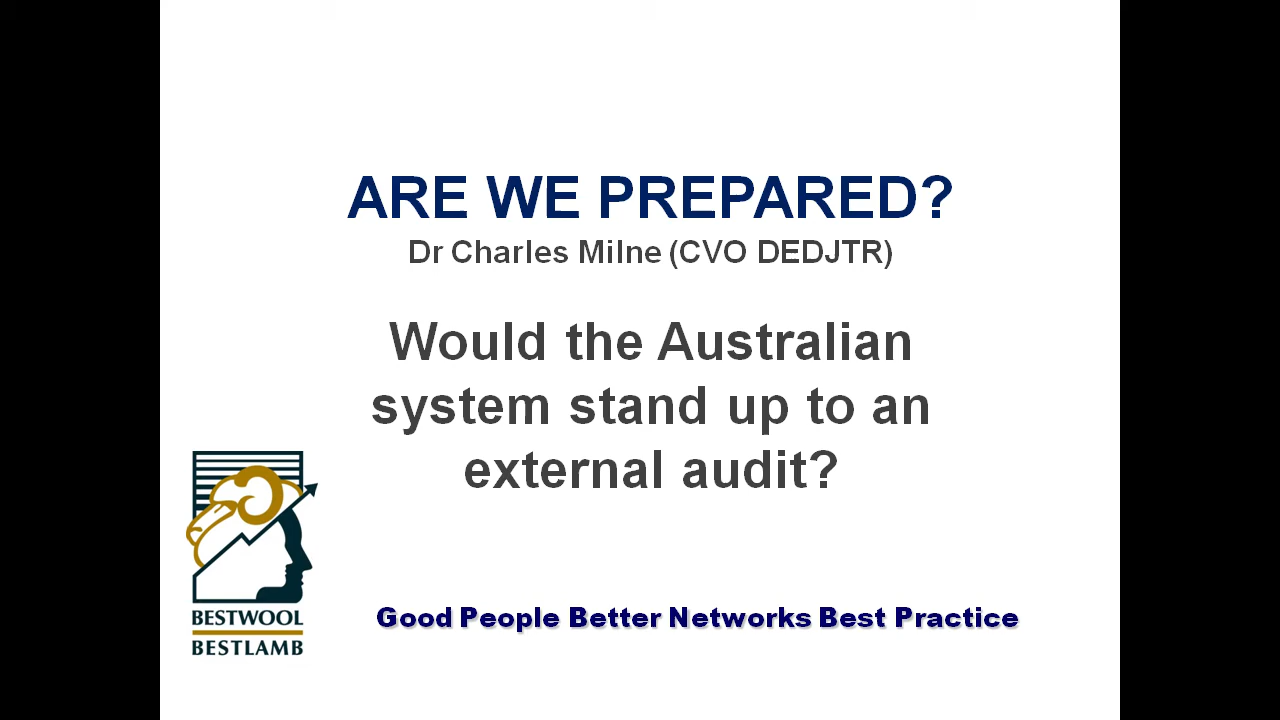 ARE WE PREPARED?
Dr Charles Milne (CVO DEDJTR)
Would the Australian
system stand up to an
external audit?
BESTWOOL
BESTLAMB
Good People Better Networks Best Practice